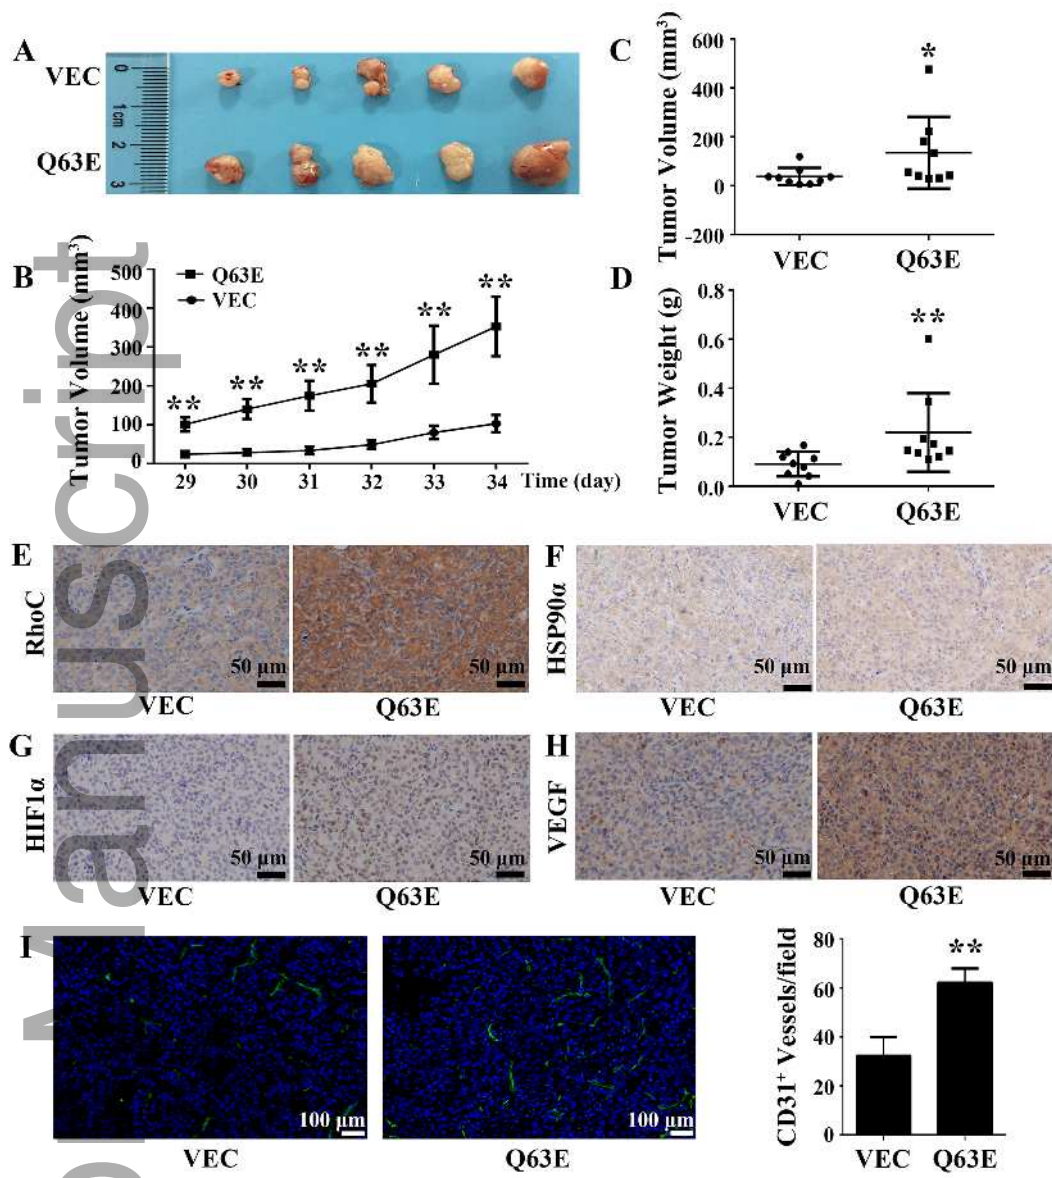 A
VEC
Q63E
0
1cm
2
3
C
Tumor Volume (mm³)
600
400
200
0
-200
*
VEC
Q63E
B
Tumor Volume (mm³)
500
400
300
200
100
0
Q63E
VEC
**
**
**
**
**
**
29
30
31
32
33
34
Time (day)
D
Tumor Weight (g)
0.8
0.6
0.4
0.2
0.0
**
VEC
Q63E
E
RhoC
50 μm
50 μm
VEC
Q63E
F
HSP90α
50 μm
50 μm
VEC
Q63E
G
HIF1α
50 μm
50 μm
VEC
Q63E
H
VEGF
50 μm
50 μm
VEC
Q63E
I
100 μm
100 μm
VEC
Q63E
CD31⁺ Vessels/field
80
60
40
20
0
**
VEC
Q63E
Manuscript